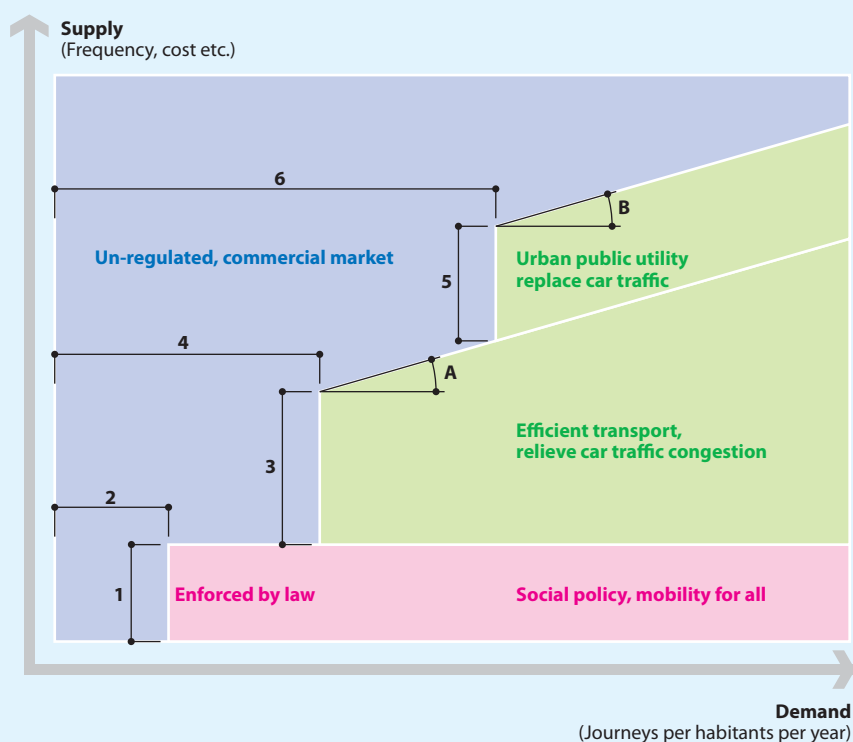 Supply
(Frequency, cost etc.)
6
B
Un-regulated, commercial market
Urban public utility
replace car traffic
5
4
A
Efficient transport,
relieve car traffic congestion
3
2
1
Enforced by law
Social policy, mobility for all
Demand
(Journeys per habitants per year)